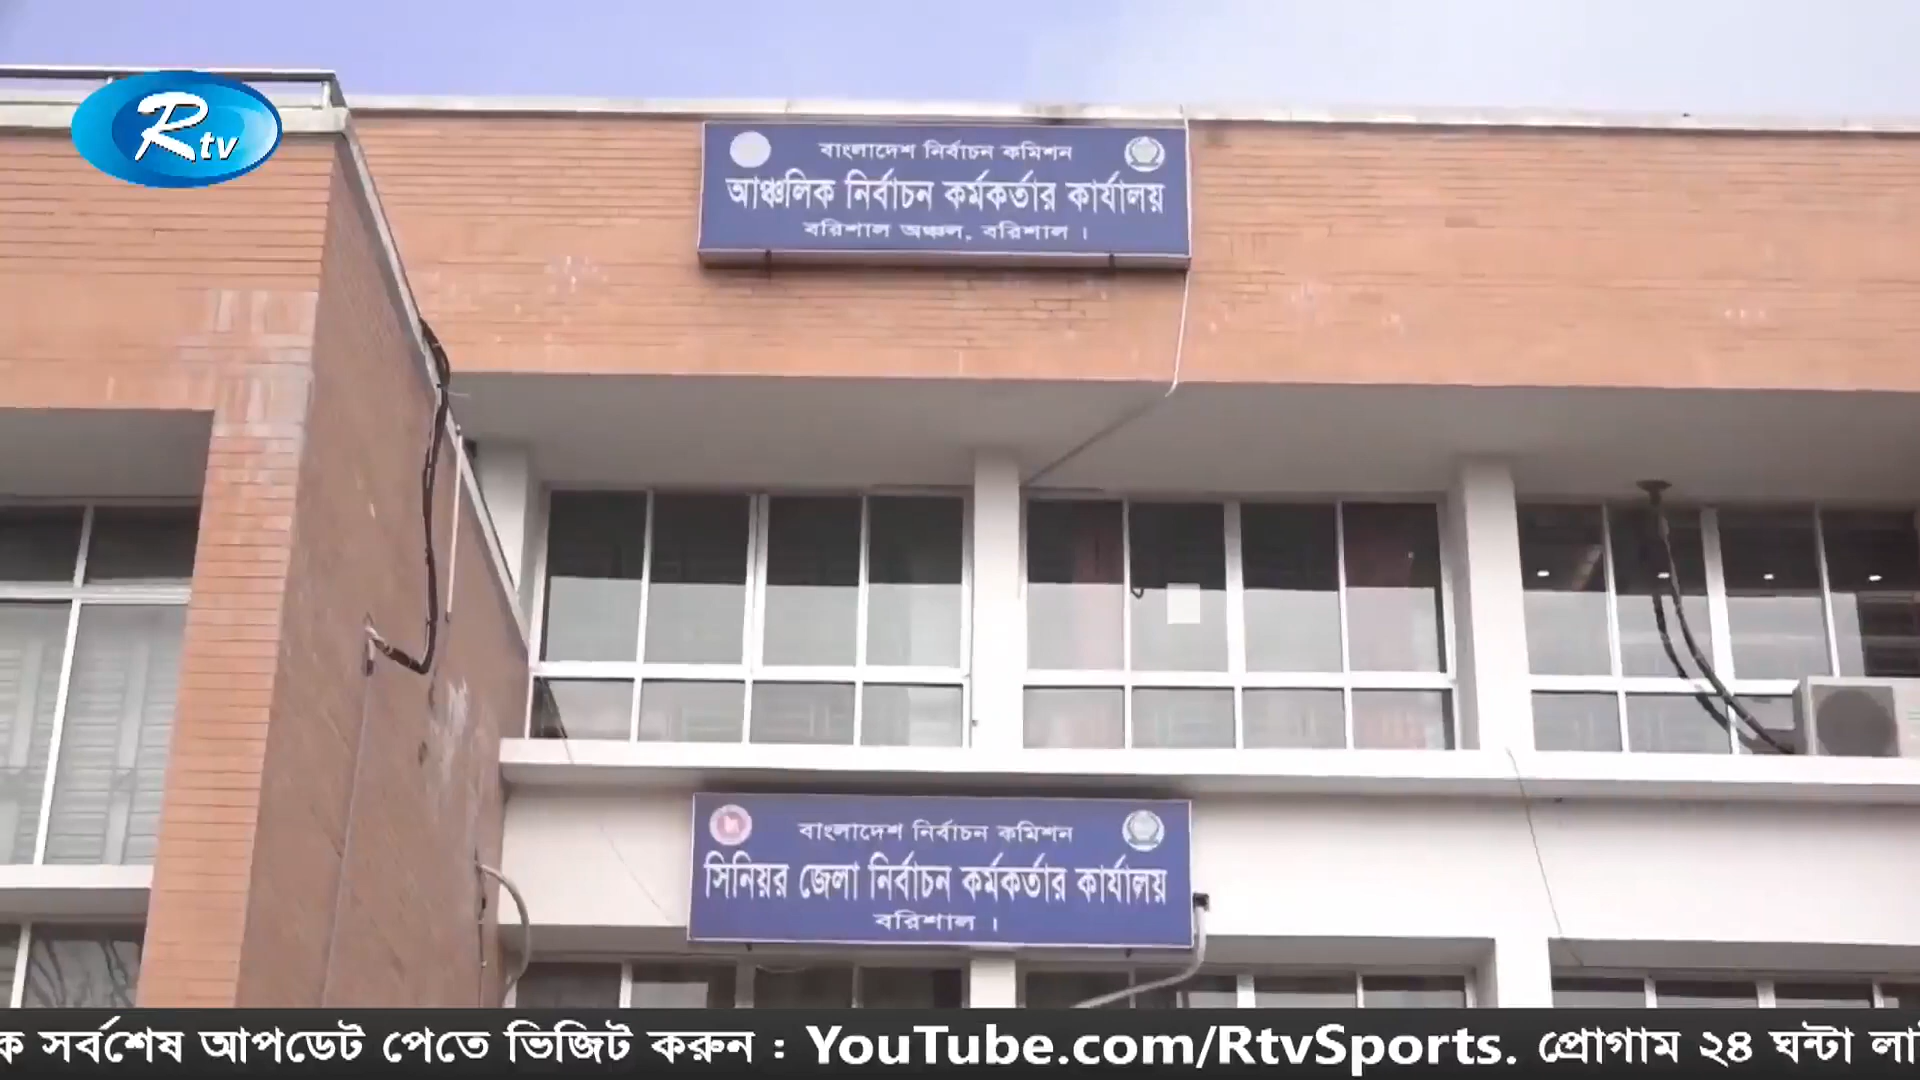 Rtv
বাংলাদেশ নির্বাচন কমিশন
আঞ্চলিক নির্বাচন কর্মকর্তার কার্যালয়
বরিশাল অঞ্চল, বরিশাল ।
বাংলাদেশ নির্বাচন কমিশন
সিনিয়র জেলা নির্বাচন কর্মকর্তার কার্যালয়
বরিশাল ।
সর্বশেষ আপডেট পেতে ভিজিট করুন : YouTube.com/RtvSports. প্রোগাম ২৪ ঘন্টা